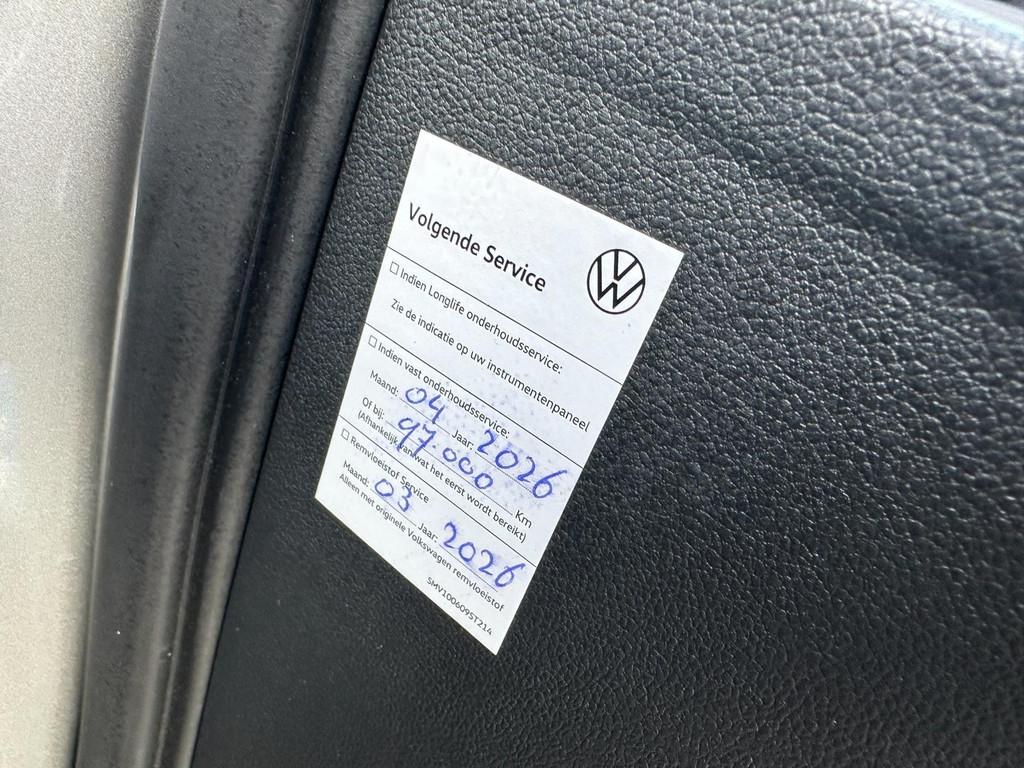 Volgende Service
Indien Longlife onderhoudsservice:
Zie de indicatie op uw instrumentenpaneel
Indien vast onderhoudsservice:
Maand: 04 Jaar: 2026
Of bij: 97.000 Km
(Afhankelijk van wat het eerst wordt bereikt)
Remvloeistof Service
Maand: 03 Jaar: 2026
Alleen met originele Volkswagen remvloeistof
SMV1006095T214